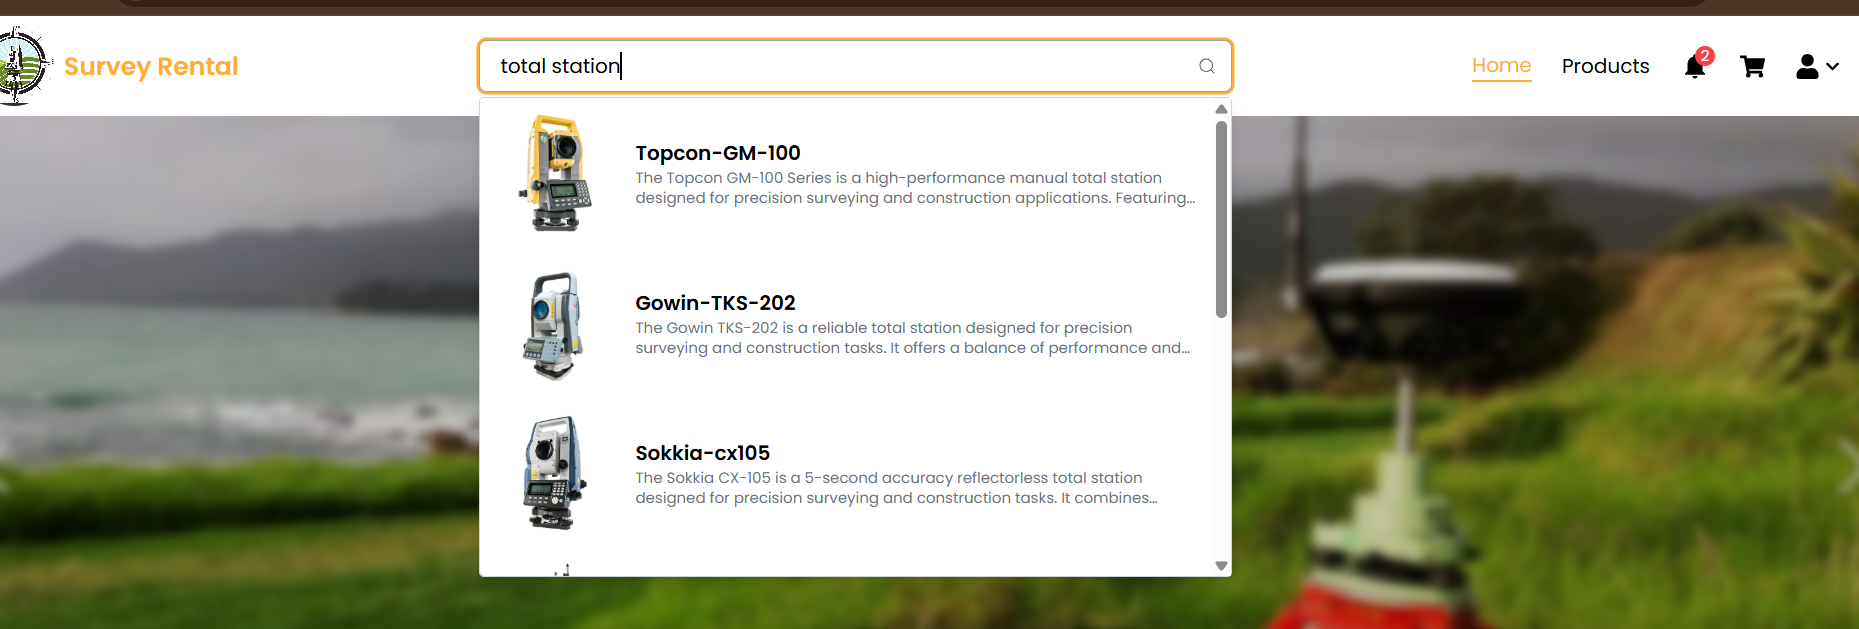 Survey Rental
total station
Home
Products
2
Topcon-GM-100
The Topcon GM-100 Series is a high-performance manual total station
designed for precision surveying and construction applications. Featuring...
Gowin-TKS-202
The Gowin TKS-202 is a reliable total station designed for precision
surveying and construction tasks. It offers a balance of performance and...
Sokkia-cx105
The Sokkia CX-105 is a 5-second accuracy reflectorless total station
designed for precision surveying and construction tasks. It combines...